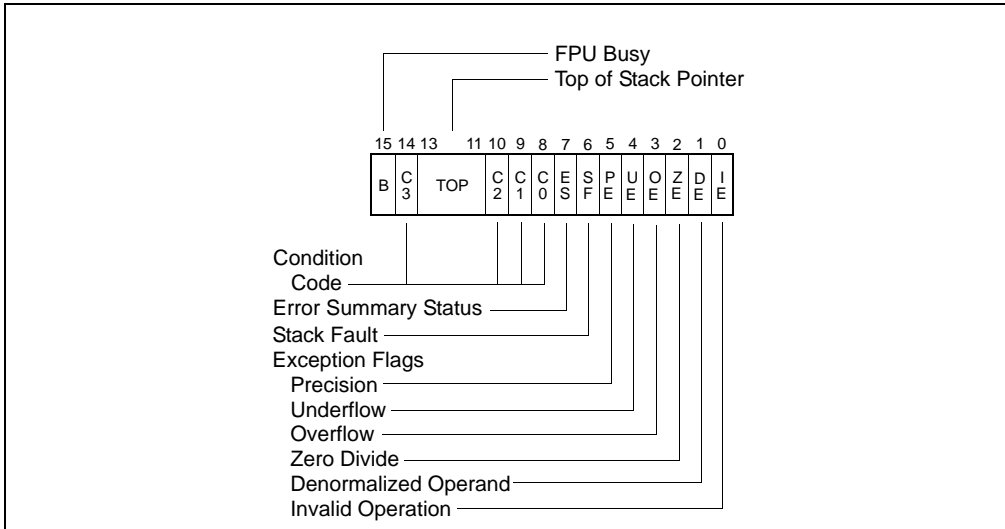 FPU Busy
Top of Stack Pointer
15 14 13 11 10 9 8 7 6 5 4 3 2 1 0
B C3 TOP C2 C1 C0 ES SF PE UE OE ZE DE IE
Condition
Code
Error Summary Status
Stack Fault
Exception Flags
Precision
Underflow
Overflow
Zero Divide
Denormalized Operand
Invalid Operation